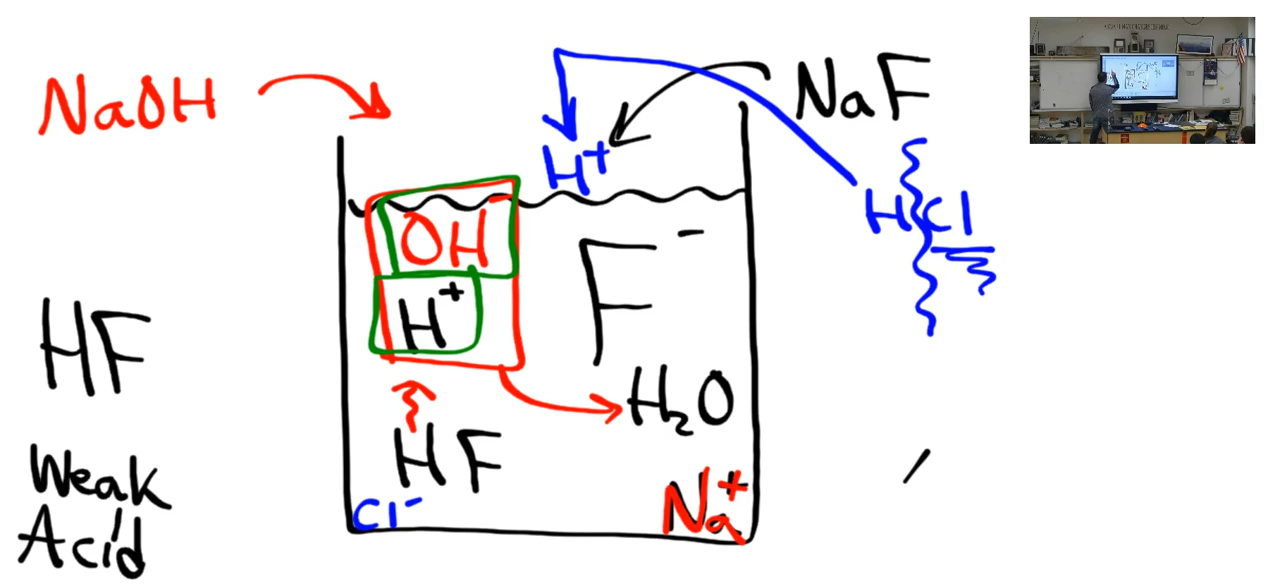 NaOH
NaF
H⁺
HCl
OH⁻
F⁻
H⁺
HF
H₂O
HF
Weak
Acid
Cl⁻
Na⁺